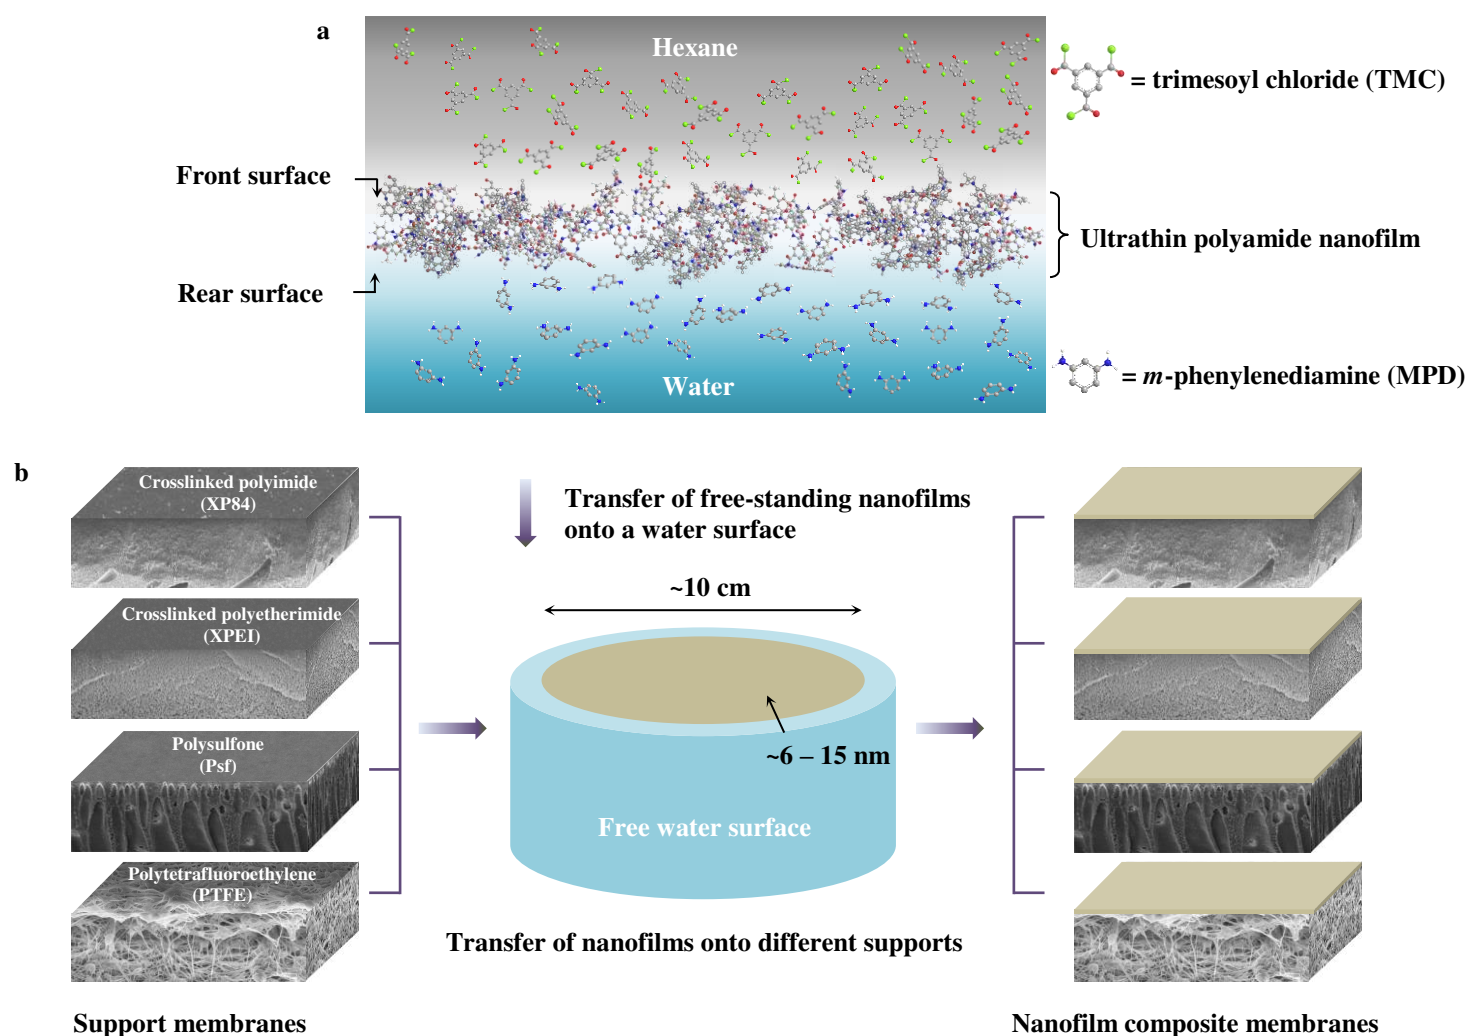 a
Hexane
= trimesoyl chloride (TMC)
Front surface
Ultrathin polyamide nanofilm
Rear surface
Water
= m-phenylenediamine (MPD)
b
Crosslinked polyimide
(XP84)
Crosslinked polyetherimide
(XPEI)
Polysulfone
(Psf)
Polytetrafluoroethylene
(PTFE)
Support membranes
Transfer of free-standing nanofilms
onto a water surface
~10 cm
~6 – 15 nm
Free water surface
Transfer of nanofilms onto different supports
Nanofilm composite membranes